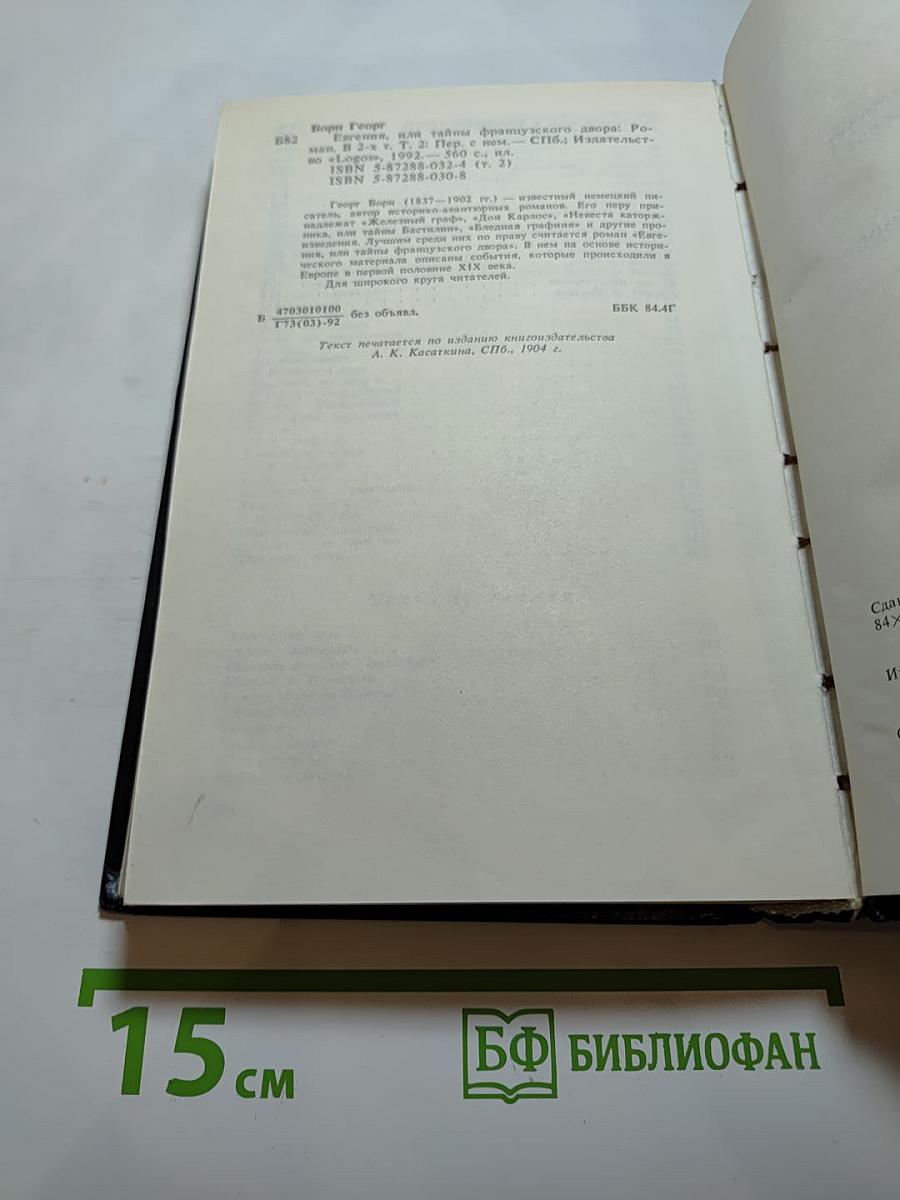 Борн Георг
Б82 Евгения, или тайны французского двора: Ро-
ман. В 2-х т. Т. 2: Пер. с нем.— СПб.; Издательст-
во «Logos», 1992.— 560 с., ил.
ISBN 5-87288-032-4 (т. 2)
ISBN 5-87288-030-8
Георг Борн (1837—1902 гг.) — известный немецкий пи-
сатель, автор историко-авантюрных романов. Его перу при-
надлежат «Железный граф», «Дон Карлос», «Невеста каторж-
ника, или тайны Бастилии», «Бледная графиня» и другие про-
изведения. Лучшим среди них по праву считается роман «Евге-
ния, или тайны французского двора». В нем на основе истори-
ческого материала описаны события, которые происходили в
Европе в первой половине XIX века.
Для широкого круга читателей.
Б 4703010100 без объявл. ББК 84.4Г
Г73(03)-92
Текст печатается по изданию книгоиздательства
А. К. Касаткина, СПб., 1904 г.
84×
15 см
БФ БИБЛИОФАН